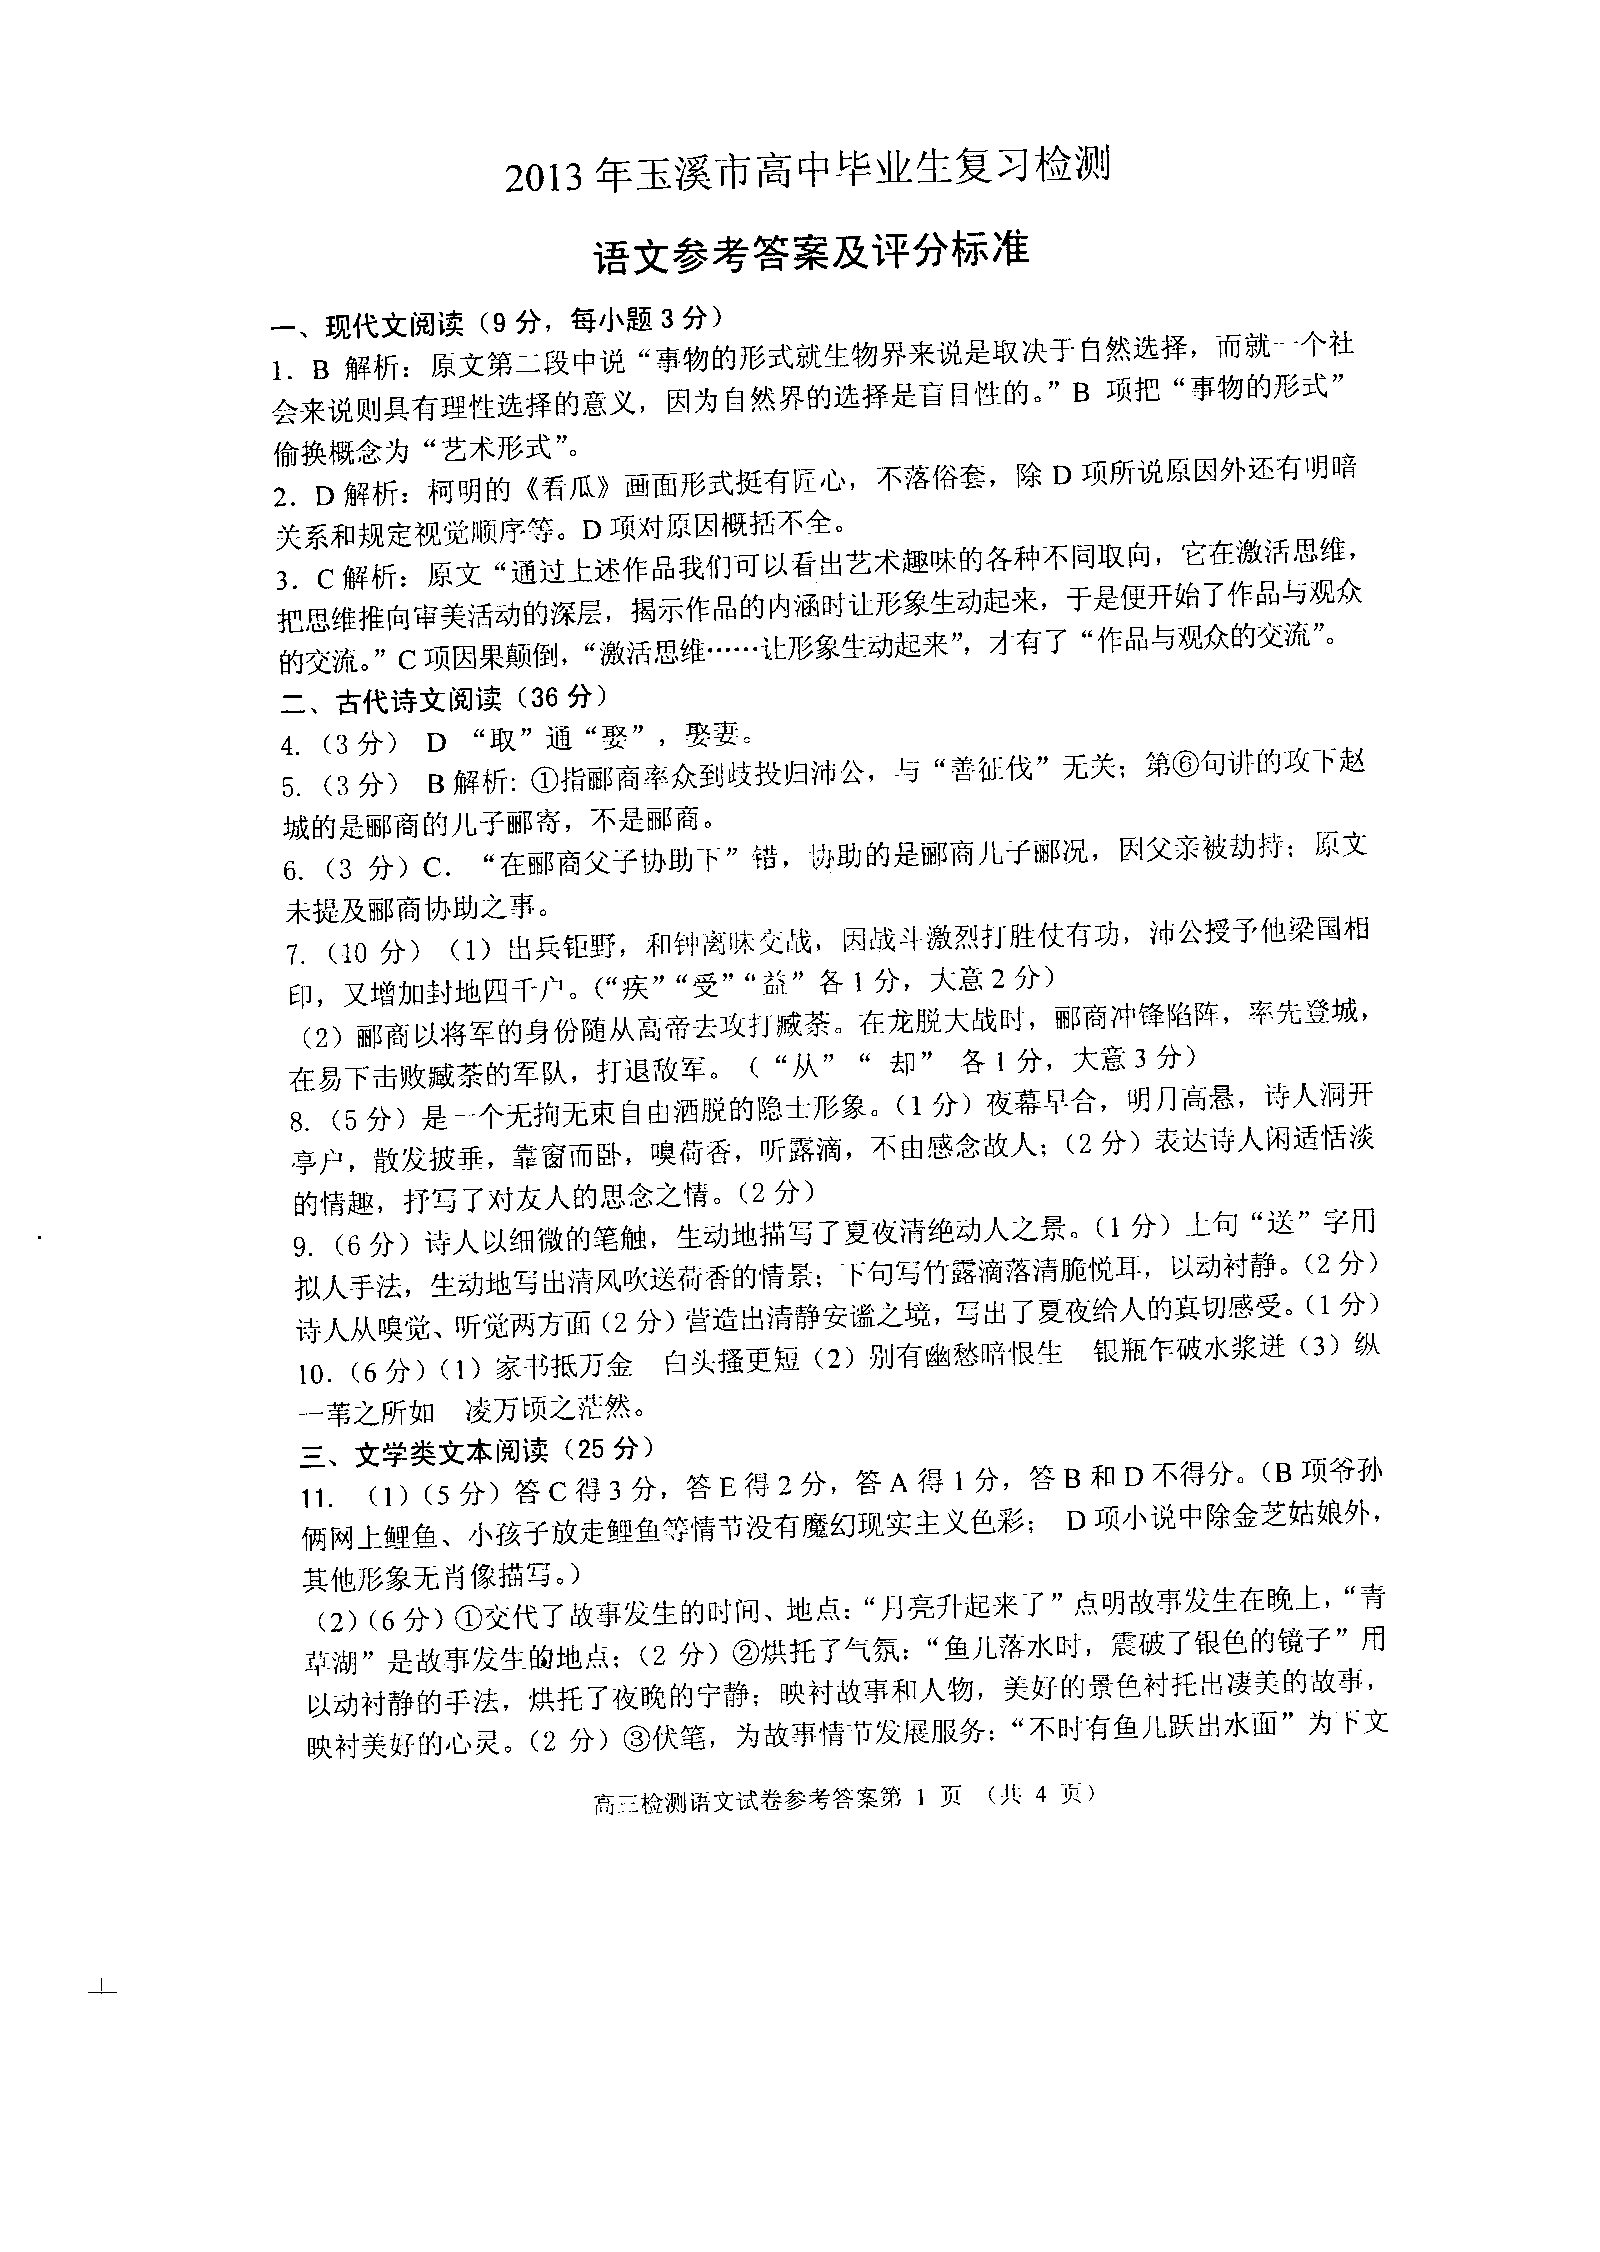 2013 年玉溪市高中毕业生复习检测
语文参考答案及评分标准
一、现代文阅读（9 分，每小题 3 分）
1．B 解析：原文第二段中说“事物的形式就生物界来说是取决于自然选择，而就一个社
会来说则具有理性选择的意义，因为自然界的选择是盲目性的。”B 项把“事物的形式”
偷换概念为“艺术形式”。
2．D 解析：柯明的《看瓜》画面形式挺有匠心，不落俗套，除 D 项所说原因外还有明暗
关系和规定视觉顺序等。D 项对原因概括不全。
3．C 解析：原文“通过上述作品我们可以看出艺术趣味的各种不同取向，它在激活思维，
把思维推向审美活动的深层，揭示作品的内涵时让形象生动起来，于是便开始了作品与观众
的交流。”C 项因果颠倒，“激活思维……让形象生动起来”，才有了“作品与观众的交流”。
二、古代诗文阅读（36 分）
4.（3 分） D “取”通“娶”，娶妻。
5.（3 分） B 解析: ①指郦商率众到歧投归沛公，与“善征伐”无关；第⑥句讲的攻下赵
城的是郦商的儿子郦寄，不是郦商。
6.（3 分）C. “在郦商父子协助下”错，协助的是郦商儿子郦况，因父亲被劫持；原文
未提及郦商协助之事。
7.（10 分）（1）出兵钜野，和钟离眛交战，因战斗激烈打胜仗有功，沛公授予他梁国相
印，又增加封地四千户。（“疾”“受”“益”各 1 分，大意 2 分）
（2）郦商以将军的身份随从高帝去攻打臧荼。在龙脱大战时，郦商冲锋陷阵，率先登城，
在易下击败臧荼的军队，打退敌军。（“从”“ 却” 各 1 分，大意 3 分）
8.（5 分）是一个无拘无束自由洒脱的隐士形象。（1 分）夜幕早合，明月高悬，诗人洞开
亭户，散发披垂，靠窗而卧，嗅荷香，听露滴，不由感念故人；（2 分）表达诗人闲适恬淡
的情趣，抒写了对友人的思念之情。（2 分）
9.（6 分）诗人以细微的笔触，生动地描写了夏夜清绝动人之景。（1 分）上句“送”字用
拟人手法，生动地写出清风吹送荷香的情景；下句写竹露滴落清脆悦耳，以动衬静。（2 分）
诗人从嗅觉、听觉两方面（2 分）营造出清静安谧之境，写出了夏夜给人的真切感受。（1 分）
10.（6 分）（1）家书抵万金 白头搔更短（2）别有幽愁暗恨生 银瓶乍破水浆迸（3）纵
一苇之所如 凌万顷之茫然。
三、文学类文本阅读（25 分）
11. （1）（5 分）答 C 得 3 分，答 E 得 2 分，答 A 得 1 分，答 B 和 D 不得分。（B 项爷孙
俩网上鲤鱼、小孩子放走鲤鱼等情节没有魔幻现实主义色彩； D 项小说中除金芝姑娘外，
其他形象无肖像描写。）
（2）（6 分）①交代了故事发生的时间、地点：“月亮升起来了”点明故事发生在晚上，“青
草湖”是故事发生的地点；（2 分）②烘托了气氛：“鱼儿落水时，震破了银色的镜子”用
以动衬静的手法，烘托了夜晚的宁静；映衬故事和人物，美好的景色衬托出凄美的故事，
映衬美好的心灵。（2 分）③伏笔，为故事情节发展服务：“不时有鱼儿跃出水面”为下文
高三检测语文试卷参考答案第 1 页 （共 4 页）